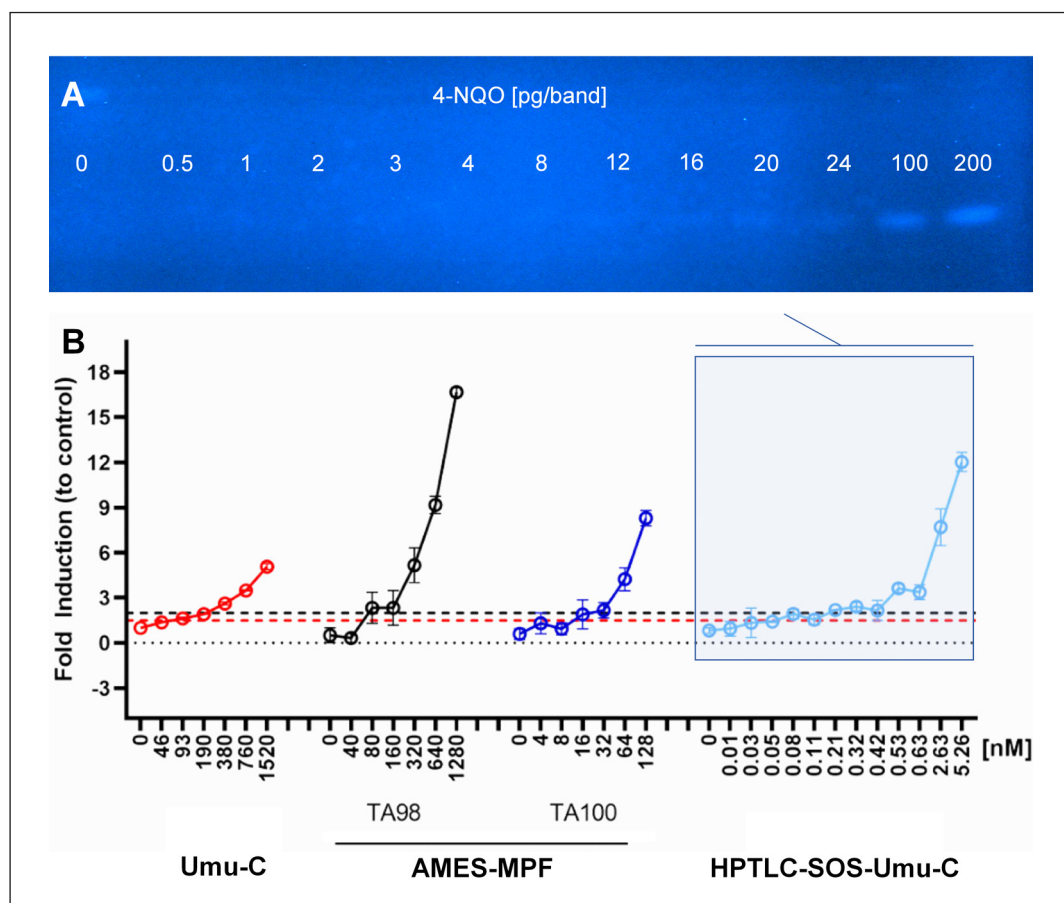 A
4-NQO [pg/band]
0 0.5 1 2 3 4 8 12 16 20 24 100 200
B
Fold Induction (to control)
18
15
12
9
6
3
0
-3
0 46 93 190 380 760 1520 0 40 80 160 320 640 1280 0 4 8 16 32 64 128 0 0.01 0.03 0.05 0.08 0.11 0.21 0.32 0.42 0.53 0.63 2.63 5.26 [nM]
TA98 TA100
Umu-C AMES-MPF HPTLC-SOS-Umu-C